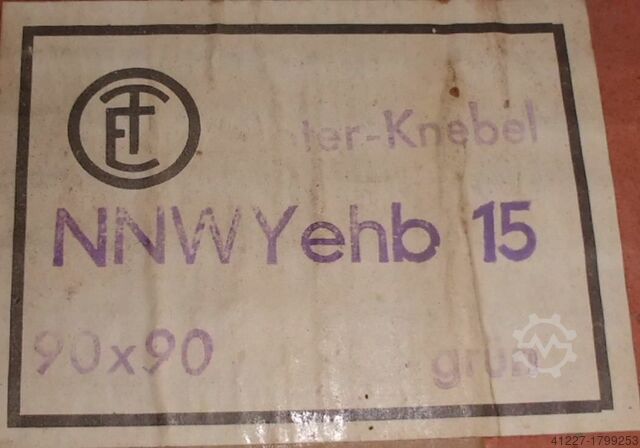 ter-Knebel
NNWYehb 15
90x90 grün
41227-1799253